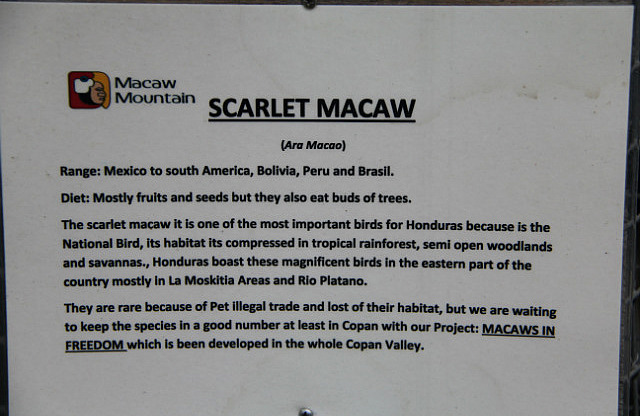 Macaw
Mountain
SCARLET MACAW
(Ara Macao)
Range: Mexico to south America, Bolivia, Peru and Brasil.
Diet: Mostly fruits and seeds but they also eat buds of trees.
The scarlet macaw it is one of the most important birds for Honduras because is the
National Bird, its habitat its compressed in tropical rainforest, semi open woodlands
and savannas., Honduras boast these magnificent birds in the eastern part of the
country mostly in La Moskitia Areas and Rio Platano.
They are rare because of Pet illegal trade and lost of their habitat, but we are waiting
to keep the species in a good number at least in Copan with our Project: MACAWS IN
FREEDOM which is been developed in the whole Copan Valley.